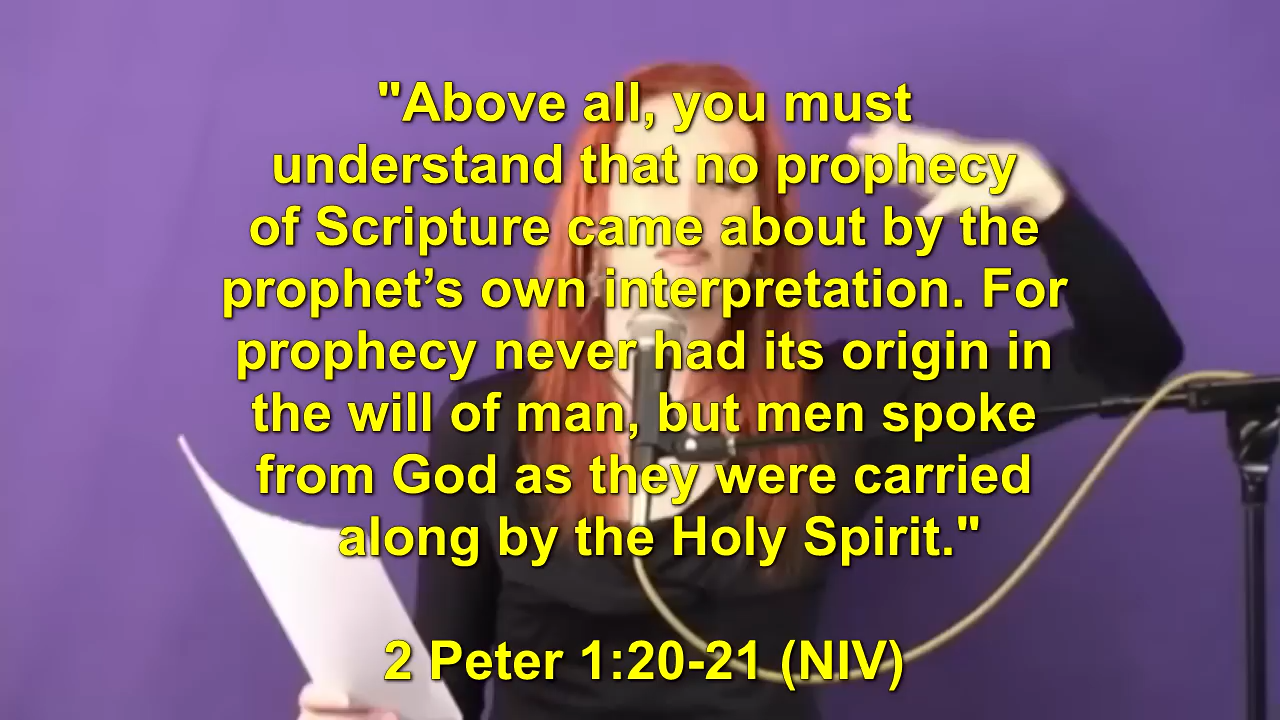 "Above all, you must
understand that no prophecy
of Scripture came about by the
prophet’s own interpretation. For
prophecy never had its origin in
the will of man, but men spoke
from God as they were carried
along by the Holy Spirit."
2 Peter 1:20-21 (NIV)